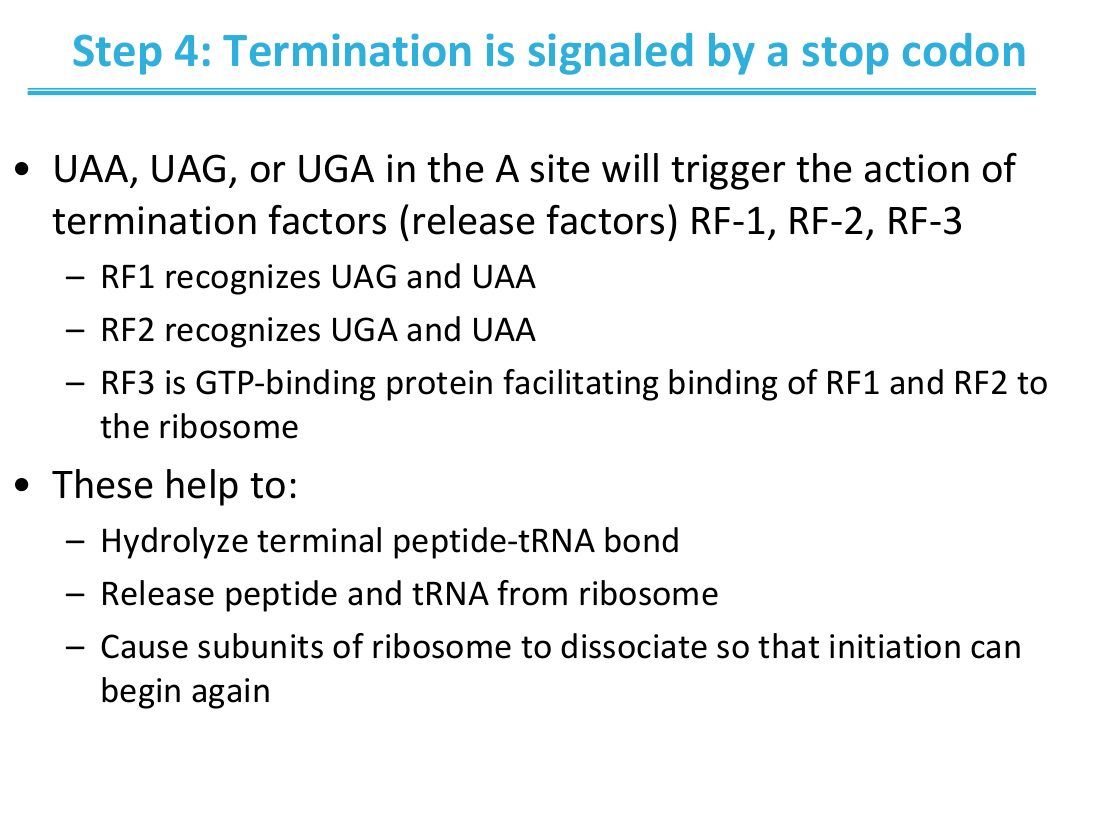 Step 4: Termination is signaled by a stop codon
• UAA, UAG, or UGA in the A site will trigger the action of
termination factors (release factors) RF-1, RF-2, RF-3
– RF1 recognizes UAG and UAA
– RF2 recognizes UGA and UAA
– RF3 is GTP-binding protein facilitating binding of RF1 and RF2 to
the ribosome
• These help to:
– Hydrolyze terminal peptide-tRNA bond
– Release peptide and tRNA from ribosome
– Cause subunits of ribosome to dissociate so that initiation can
begin again